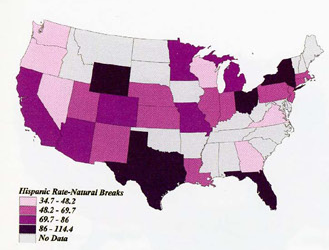 Hispanic Rate-Natural Breaks
34.7 - 48.2
48.2 - 69.7
69.7 - 86
86 - 114.4
No Data